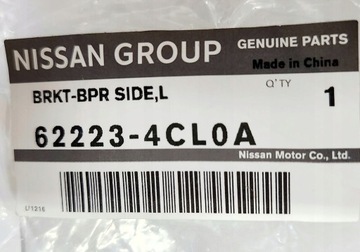 NISSAN GROUP
GENUINE PARTS
Made in China
BRKT-BPR SIDE,L
Q'TY
1
62223-4CL0A
Nissan Motor Co., Ltd.